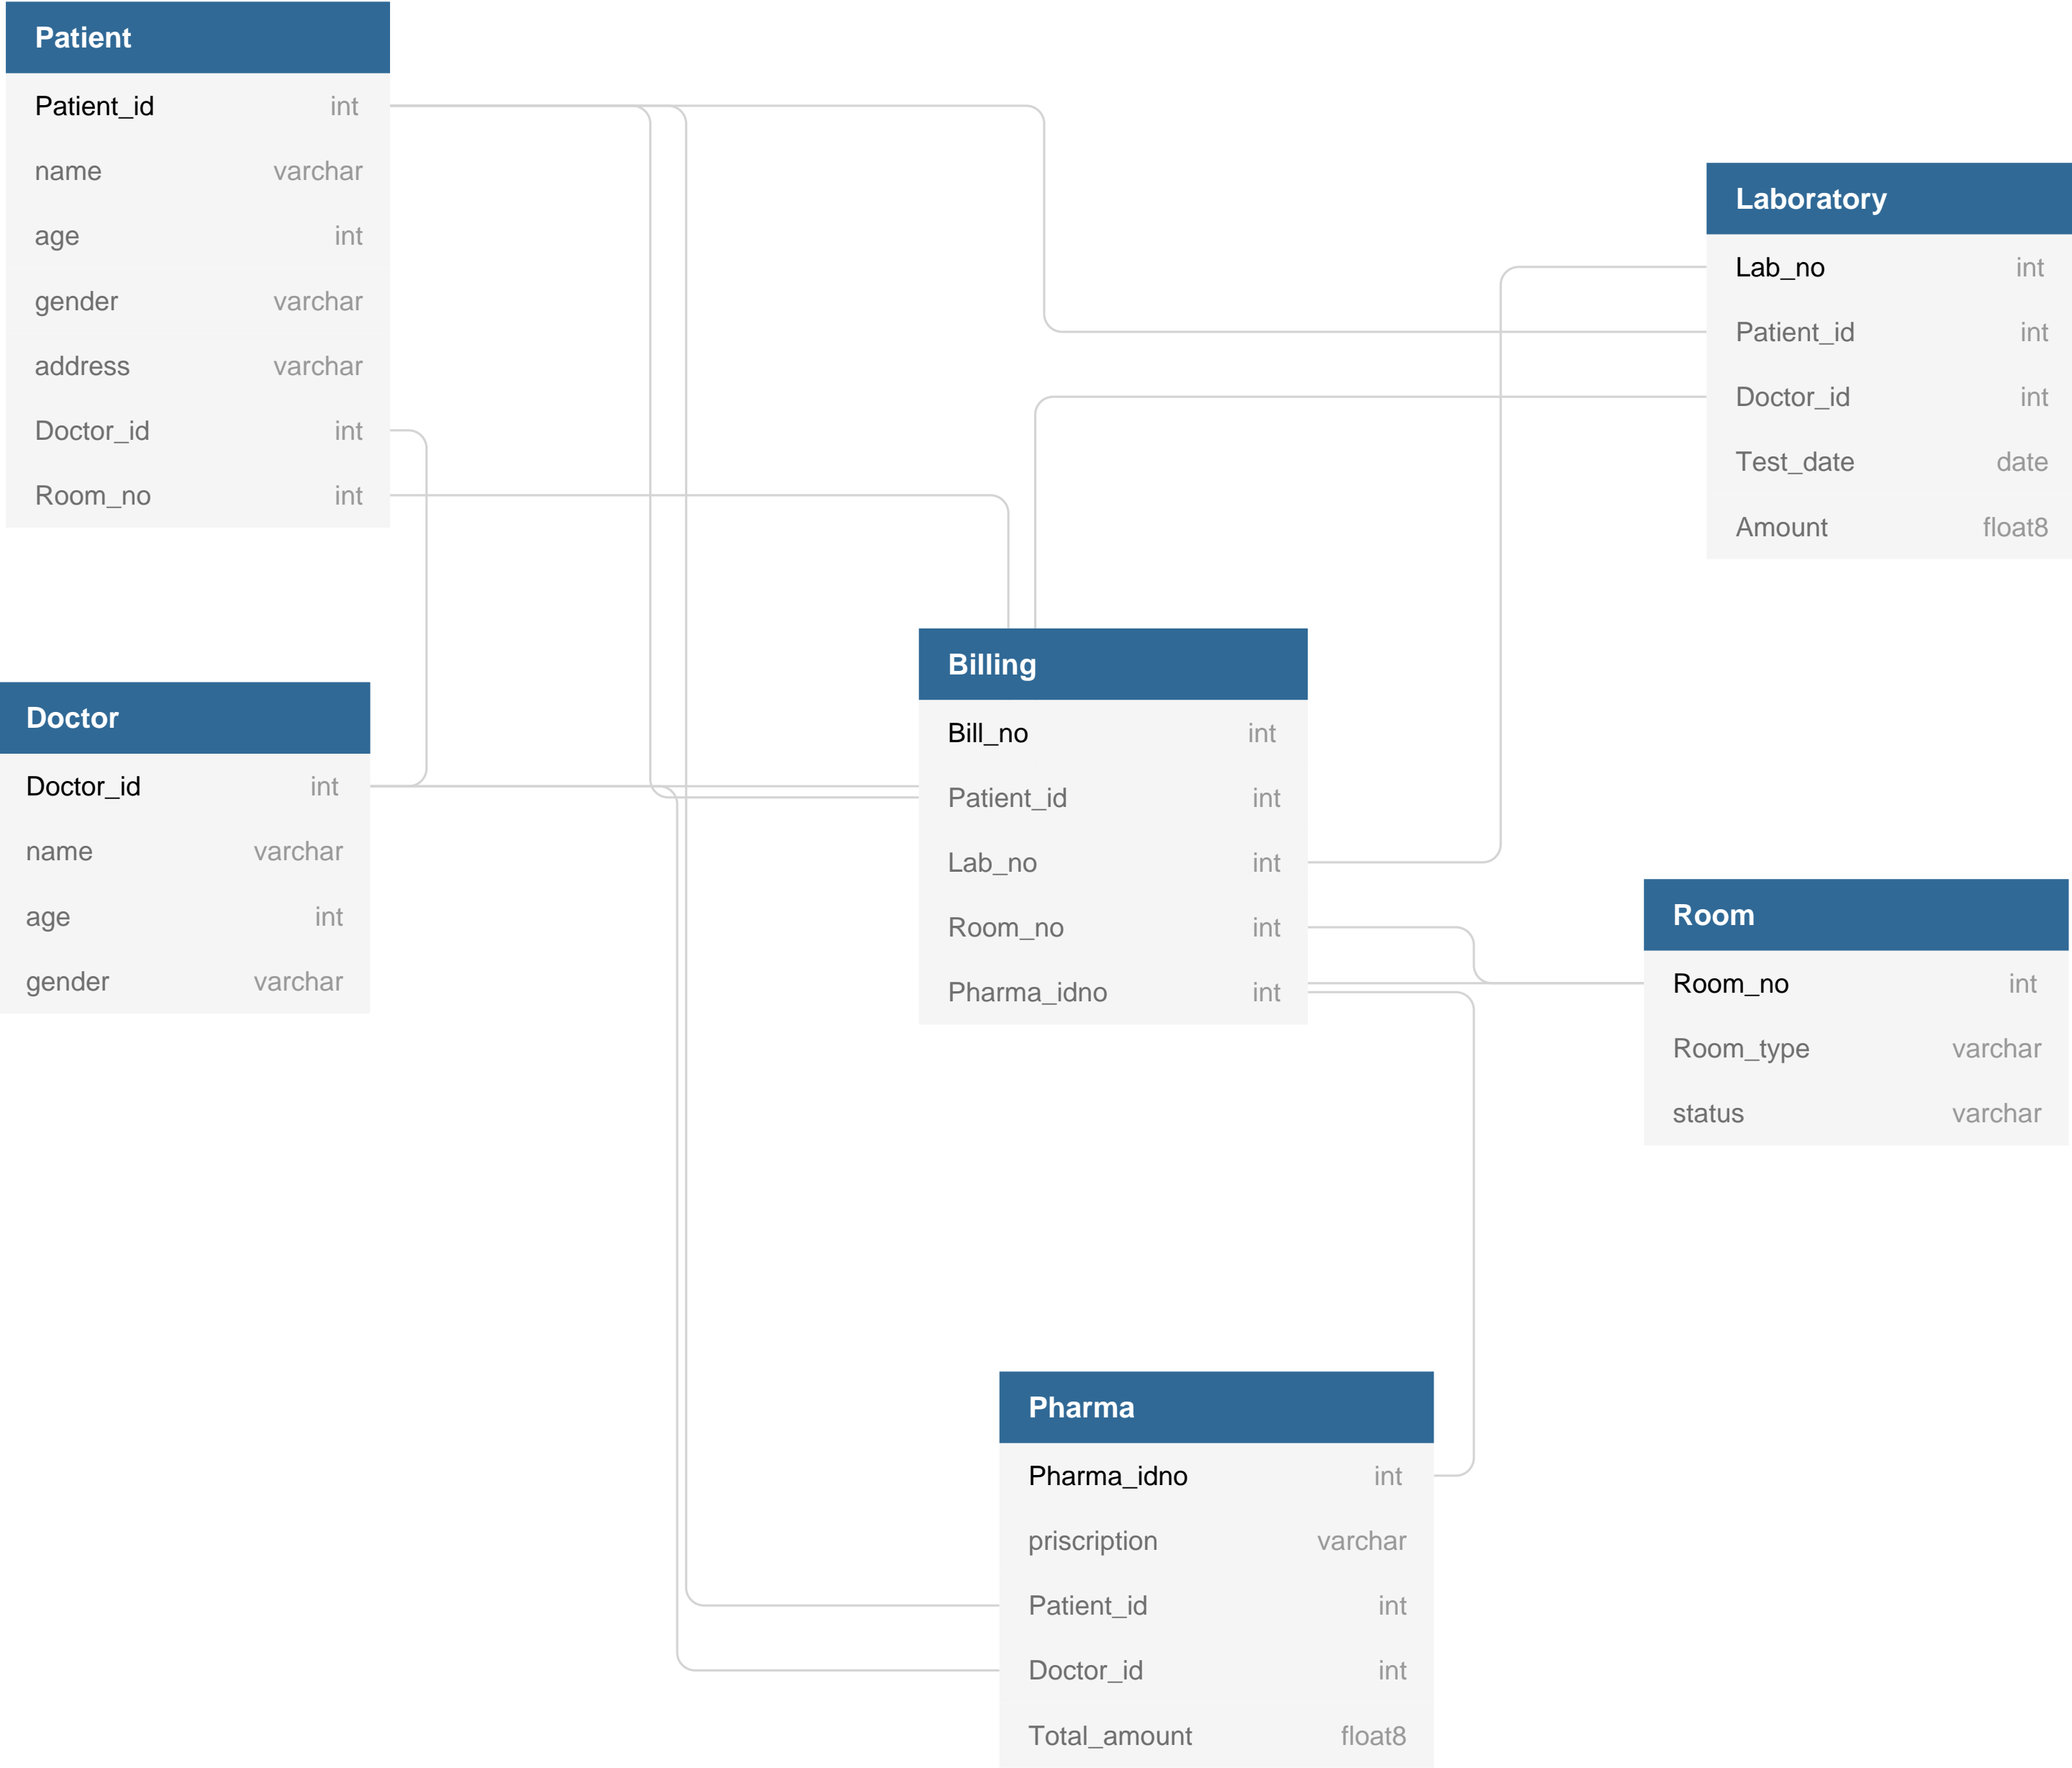 Patient
Patient_id int
name varchar
age int
gender varchar
address varchar
Doctor_id int
Room_no int
Laboratory
Lab_no int
Patient_id int
Doctor_id int
Test_date date
Amount float8
Billing
Bill_no int
Patient_id int
Lab_no int
Room_no int
Pharma_idno int
Doctor
Doctor_id int
name varchar
age int
gender varchar
Room
Room_no int
Room_type varchar
status varchar
Pharma
Pharma_idno int
priscription varchar
Patient_id int
Doctor_id int
Total_amount float8